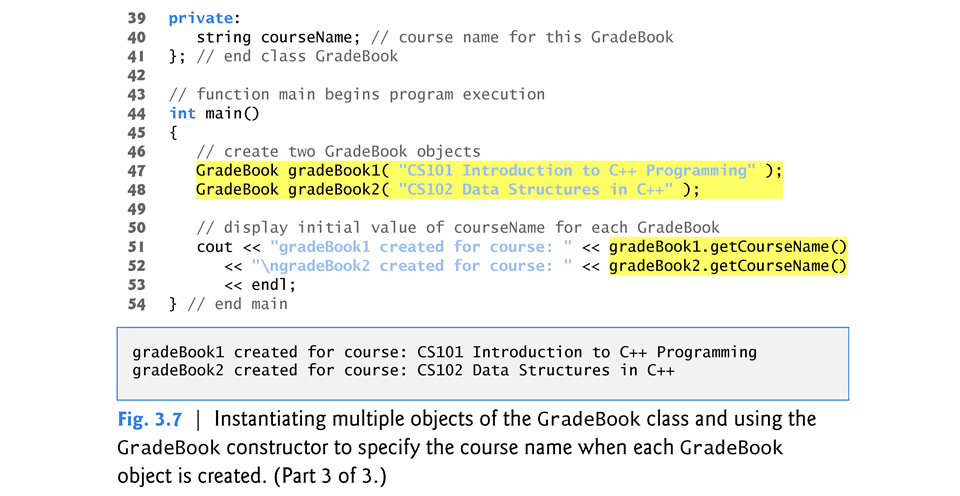 39 private:
40 string courseName; // course name for this GradeBook
41 }; // end class GradeBook
42
43 // function main begins program execution
44 int main()
45 {
46 // create two GradeBook objects
47 GradeBook gradeBook1( "CS101 Introduction to C++ Programming" );
48 GradeBook gradeBook2( "CS102 Data Structures in C++" );
49
50 // display initial value of courseName for each GradeBook
51 cout << "gradeBook1 created for course: " << gradeBook1.getCourseName()
52 << "\ngradeBook2 created for course: " << gradeBook2.getCourseName()
53 << endl;
54 } // end main
gradeBook1 created for course: CS101 Introduction to C++ Programming
gradeBook2 created for course: CS102 Data Structures in C++
Fig. 3.7 | Instantiating multiple objects of the GradeBook class and using the
GradeBook constructor to specify the course name when each GradeBook
object is created. (Part 3 of 3.)